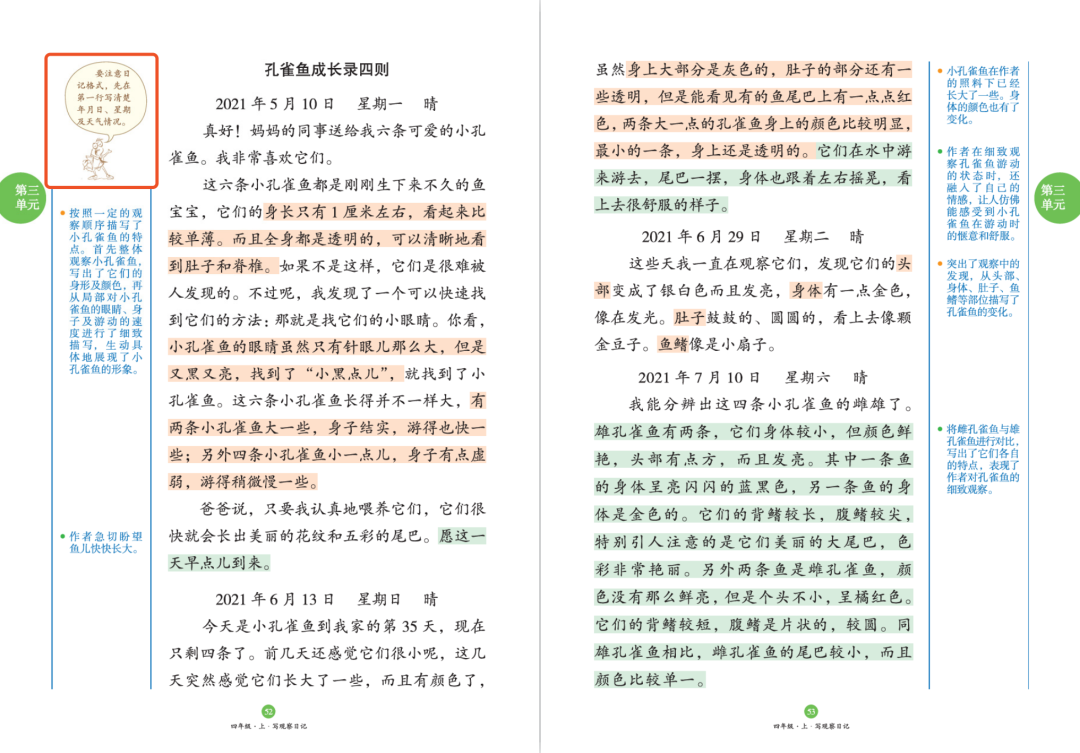 要注意日
记格式，先在
第一行写清楚
年月日、星期
及天气情况。
第三
单元
按照一定的观
察顺序描写了
小孔雀鱼的特
点。首先整体
观察小孔雀鱼，
写出了它们的
身形及颜色，再
从局部对小孔
雀鱼的眼睛、身
子及游动的速
度进行了细致
描写，生动具
体地展现了小
孔雀鱼的形象。
作者急切盼望
鱼儿快快长大。
孔雀鱼成长录四则
2021年5月10日 星期一 晴
真好！妈妈的同事送给我六条可爱的小孔
雀鱼。我非常喜欢它们。
这六条小孔雀鱼都是刚刚生下来不久的鱼
宝宝，它们的身长只有1厘米左右，看起来比
较单薄。而且全身都是透明的，可以清晰地看
到肚子和脊椎。如果不是这样，它们是很难被
人发现的。不过呢，我发现了一个可以快速找
到它们的方法：那就是找它们的小眼睛。你看，
小孔雀鱼的眼睛虽然只有针眼儿那么大，但是
又黑又亮，找到了“小黑点儿”，就找到了小
孔雀鱼。这六条小孔雀鱼长得并不一样大，有
两条小孔雀鱼大一些，身子结实，游得也快一
些；另外四条小孔雀鱼小一点儿，身子有点虚
弱，游得稍微慢一些。
爸爸说，只要我认真地喂养它们，它们很
快就会长出美丽的花纹和五彩的尾巴。愿这一
天早点儿到来。
2021年6月13日 星期日 晴
今天是小孔雀鱼到我家的第35天，现在
只剩四条了。前几天还感觉它们很小呢，这几
天突然感觉它们长大了一些，而且有颜色了，
52
四年级·上·写观察日记
虽然身上大部分是灰色的，肚子的部分还有一
些透明，但是能看见有的鱼尾巴上有一点点红
色，两条大一点的孔雀鱼身上的颜色比较明显，
最小的一条，身上还是透明的。它们在水中游
来游去，尾巴一摆，身体也跟着左右摇晃，看
上去很舒服的样子。
2021年6月29日 星期二 晴
这些天我一直在观察它们，发现它们的头
部变成了银白色而且发亮，身体有一点金色，
像在发光。肚子鼓鼓的、圆圆的，看上去像颗
金豆子。鱼鳍像是小扇子。
2021年7月10日 星期六 晴
我能分辨出这四条小孔雀鱼的雌雄了。
雄孔雀鱼有两条，它们身体较小，但颜色鲜
艳，头部有点方，而且发亮。其中一条鱼
的身体呈亮闪闪的蓝黑色，另一条鱼的身
体是金色的。它们的背鳍较长，腹鳍较尖，
特别引人注意的是它们美丽的大尾巴，色
彩非常艳丽。另外两条鱼是雌孔雀鱼，颜
色没有那么鲜亮，但是个头不小，呈橘红色。
它们的背鳍较短，腹鳍是片状的，较圆。同
雄孔雀鱼相比，雌孔雀鱼的尾巴较小，而且
颜色比较单一。
小孔雀鱼在作者
的照料下已经
长大了一些。身
体的颜色也有了
变化。
作者在细致观
察孔雀鱼游动
的状态时，还
融入了自己的
情感，让人仿佛
能感受到小孔
雀鱼在游动时
的惬意和舒服。
突出了观察中的
发现，从头部、
身体、肚子、鱼
鳍等部位描写了
孔雀鱼的变化。
将雌孔雀鱼与雄
孔雀鱼进行对比，
写出了它们各自
的特点，表现了
作者对孔雀鱼的
细致观察。
第三
单元
53
四年级·上·写观察日记